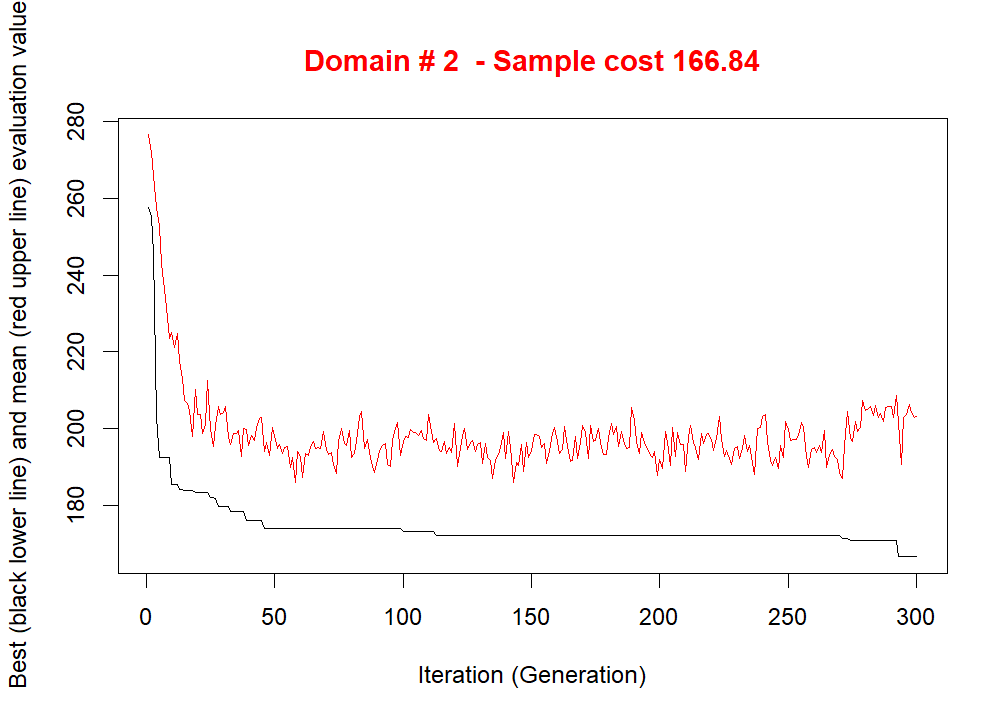 Domain # 2  - Sample cost 166.84
Best (black lower line) and mean (red upper line) evaluation value
280
260
240
220
200
180
0 50 100 150 200 250 300
Iteration (Generation)